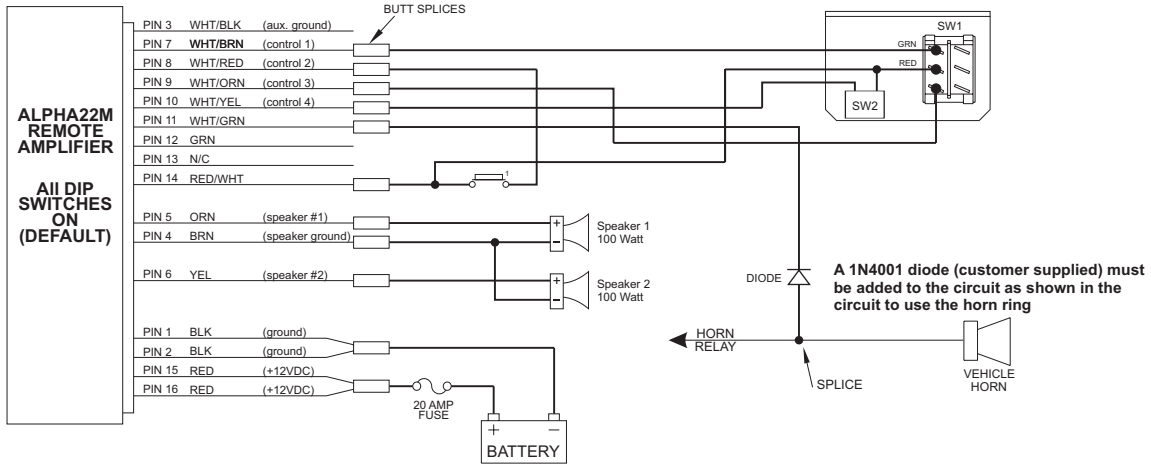 BUTT SPLICES
ALPHA22M
REMOTE
AMPLIFIER
All DIP
SWITCHES
ON
(DEFAULT)
PIN 3 WHT/BLK (aux. ground)
PIN 7 WHT/BRN (control 1)
PIN 8 WHT/RED (control 2)
PIN 9 WHT/ORN (control 3)
PIN 10 WHT/YEL (control 4)
PIN 11 WHT/GRN
PIN 12 GRN
PIN 13 N/C
PIN 14 RED/WHT
1
PIN 5 ORN (speaker #1)
PIN 4 BRN (speaker ground)
PIN 6 YEL (speaker #2)
PIN 1 BLK (ground)
PIN 2 BLK (ground)
PIN 15 RED (+12VDC)
PIN 16 RED (+12VDC)
SW1
GRN
RED
SW2
+
−
Speaker 1
100 Watt
+
−
Speaker 2
100 Watt
20 AMP
FUSE
+ −
BATTERY
DIODE
A 1N4001 diode (customer supplied) must
be added to the circuit as shown in the
circuit to use the horn ring
HORN
RELAY
SPLICE
VEHICLE
HORN